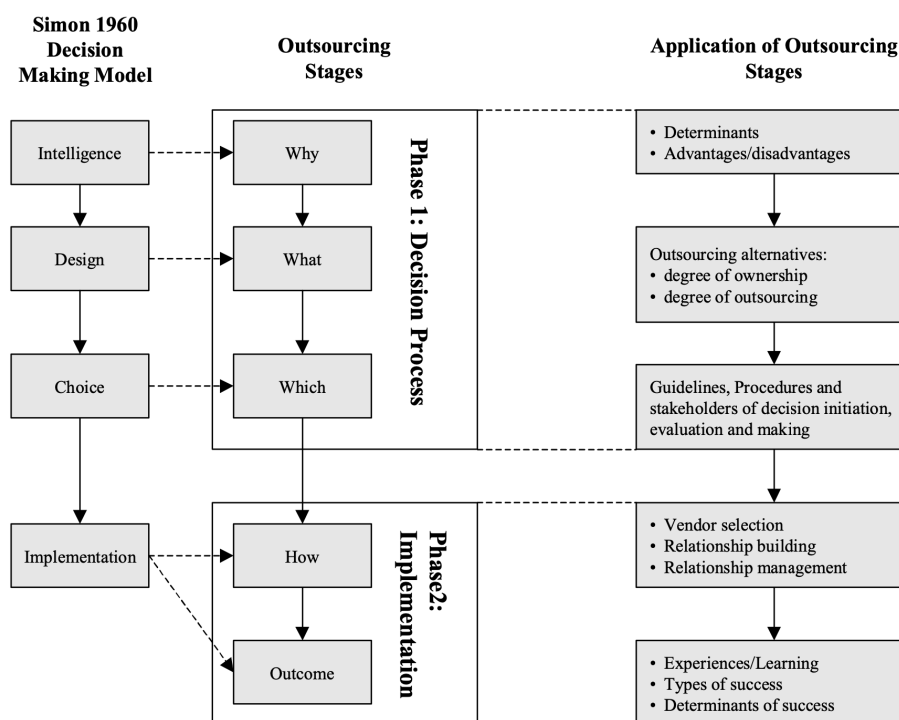 Simon 1960
Decision
Making Model
Outsourcing
Stages
Application of Outsourcing
Stages
Intelligence
Why
• Determinants
• Advantages/disadvantages
Design
What
Outsourcing alternatives:
• degree of ownership
• degree of outsourcing
Choice
Which
Guidelines, Procedures and
stakeholders of decision initiation,
evaluation and making
Phase 1: Decision Process
Implementation
How
• Vendor selection
• Relationship building
• Relationship management
Outcome
• Experiences/Learning
• Types of success
• Determinants of success
Phase2:
Implementation